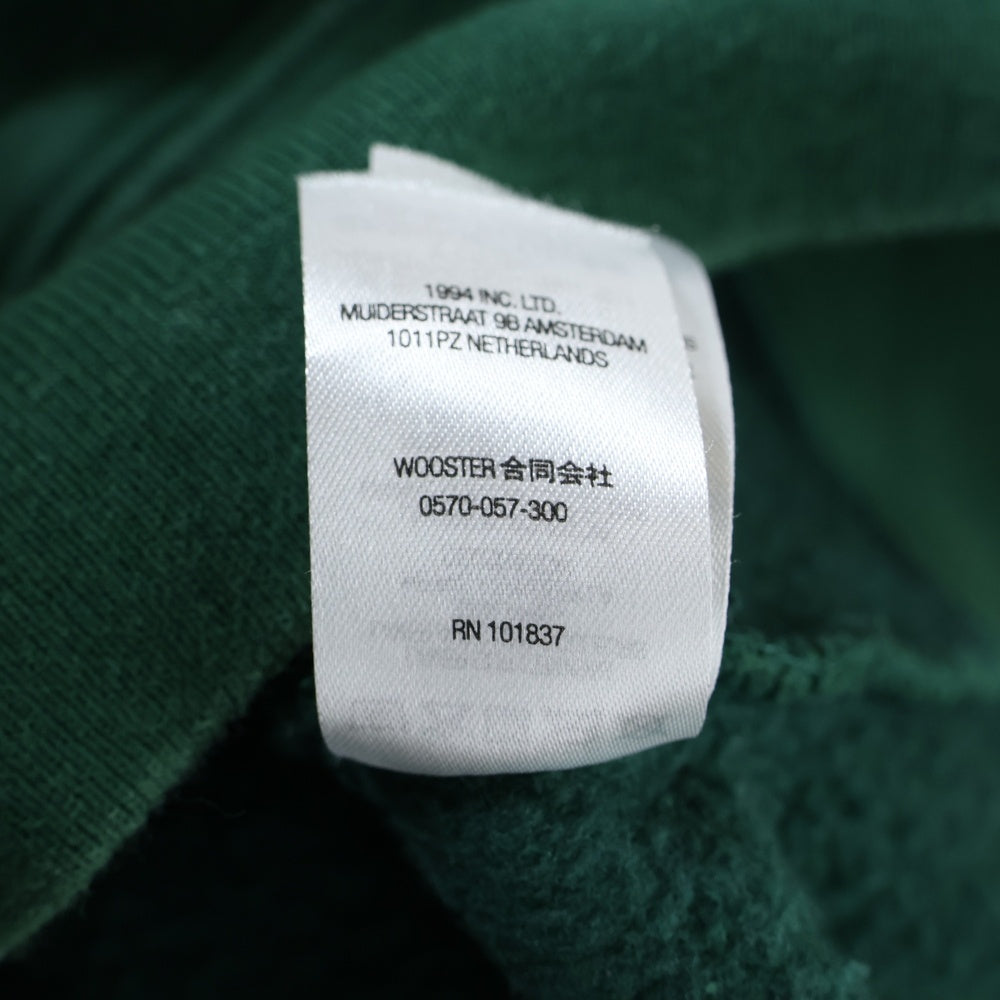 1994 INC. LTD.
MUIDERSTRAAT 9B AMSTERDAM
1011PZ NETHERLANDS
WOOSTER 合同会社
0570-057-300
RN 101837